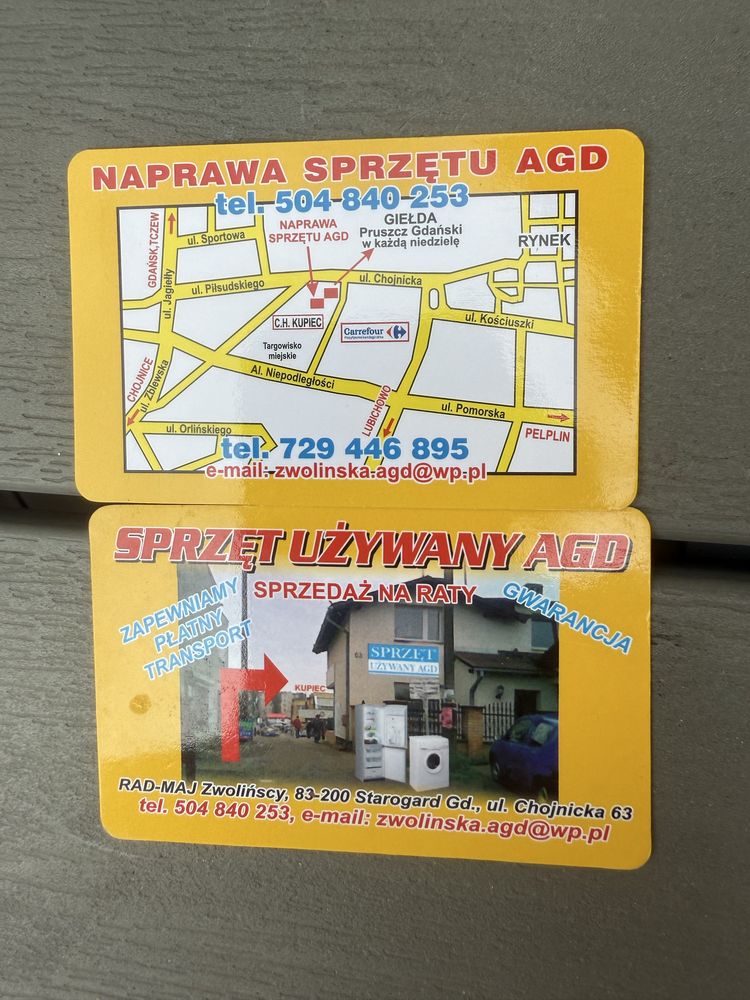 NAPRAWA SPRZĘTU AGD
tel. 504 840 253
GDAŃSK,TCZEW
ul. Jagiełły
ul. Sportowa
NAPRAWA
SPRZĘTU AGD
GIEŁDA
Pruszcz Gdański
w każdą niedzielę
RYNEK
ul. Piłsudskiego
ul. Chojnicka
C.H. KUPIEC
Carrefour
ul. Kościuszki
Targowisko
miejskie
Al. Niepodległości
CHOJNICE
ul. Zblewska
LUBICHOWO
ul. Pomorska
PELPLIN
ul. Orlińskiego
tel. 729 446 895
e-mail: zwolinska.agd@wp.pl
SPRZĘT UŻYWANY AGD
SPRZEDAŻ NA RATY
ZAPEWNIAMY
PŁATNY
TRANSPORT
GWARANCJA
63
SPRZĘT
UŻYWANY AGD
KUPIEC
RAD-MAJ Zwolińscy, 83-200 Starogard Gd., ul. Chojnicka 63
tel. 504 840 253, e-mail: zwolinska.agd@wp.pl